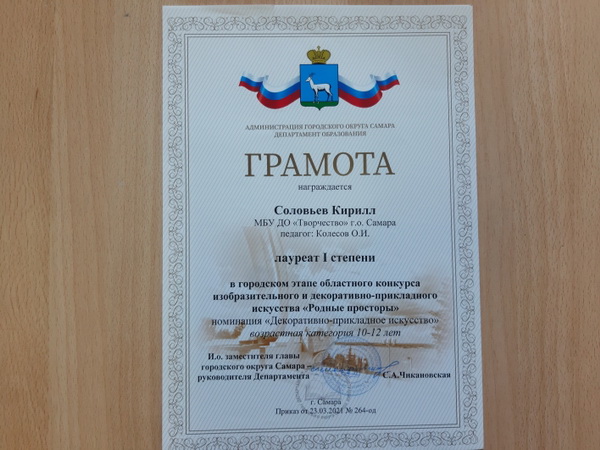 АДМИНИСТРАЦИЯ ГОРОДСКОГО ОКРУГА САМАРА
ДЕПАРТАМЕНТ ОБРАЗОВАНИЯ
ГРАМОТА
награждается
Соловьев Кирилл
МБУ ДО «Творчество» г.о. Самара
педагог: Колесов О.И.
лауреат I степени
в городском этапе областного конкурса
изобразительного и декоративно-прикладного
искусства «Родные просторы»
номинация «Декоративно-прикладное искусство»
возрастная категория 10-12 лет
И.о. заместителя главы
городского округа Самара –
руководителя Департамента
С.А.Чикановская
г. Самара
Приказ от 23.03.2021 № 264-од